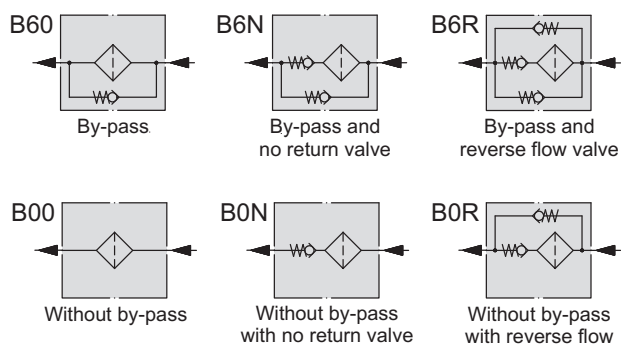 B60
By-pass
B6N
By-pass and
no return valve
B6R
By-pass and
reverse flow valve
B00
Without by-pass
B0N
Without by-pass
with no return valve
B0R
Without by-pass
with reverse flow